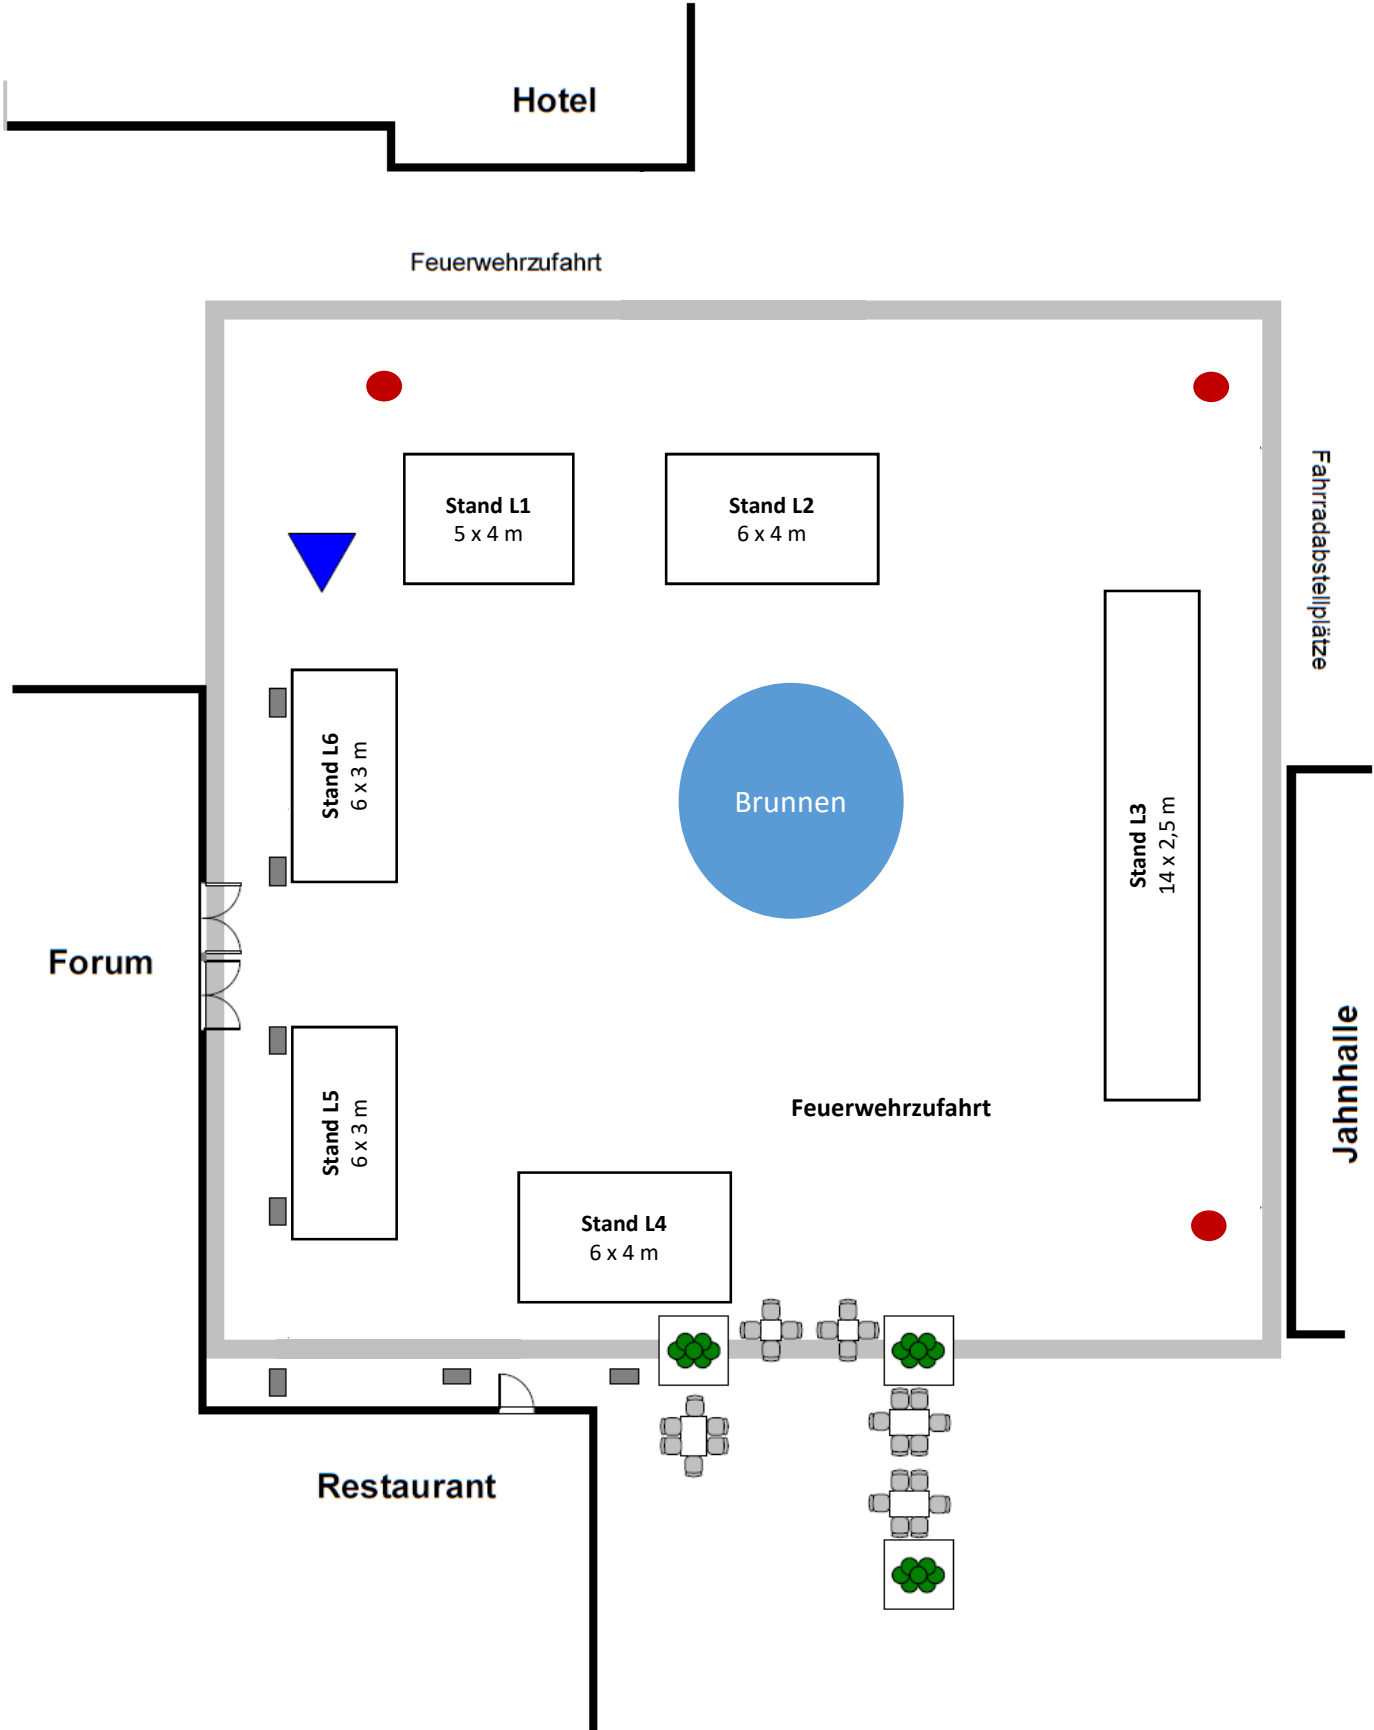 Hotel
Feuerwehrzufahrt
Stand L1
5 x 4 m
Stand L2
6 x 4 m
Fahrradabstellplätze
Stand L6
6 x 3 m
Brunnen
Stand L3
14 x 2,5 m
Forum
Jahnhalle
Stand L5
6 x 3 m
Feuerwehrzufahrt
Stand L4
6 x 4 m
Restaurant